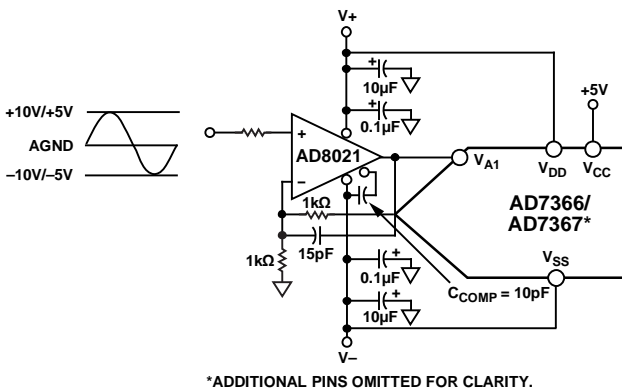 V+
+10V/+5V
AGND
–10V/–5V
+
10µF
+
0.1µF
+5V
+
–
AD8021
V_A1
V_DD
V_CC
AD7366/
AD7367*
1kΩ
15pF
1kΩ
+
0.1µF
+
10µF
C_COMP = 10pF
V_SS
V–
*ADDITIONAL PINS OMITTED FOR CLARITY.